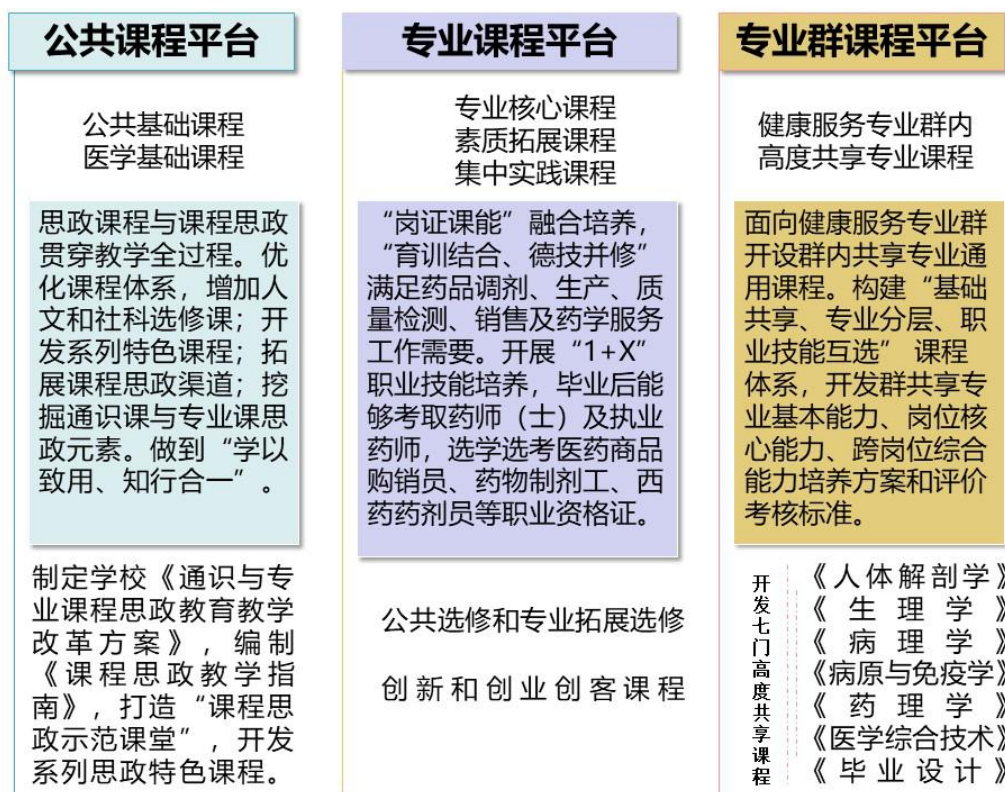 公共课程平台
公共基础课程
医学基础课程
思政课程与课程思政
贯穿教学全过程。优
化课程体系，增加人
文和社科选修课；开
发系列特色课程；拓
展课程思政渠道；挖
掘通识课与专业课思
政元素。做到“学以
致用、知行合一”。
制定学校《通识与专
业课程思政教育教学
改革方案》，编制
《课程思政教学指
南》，打造“课程思
政示范课堂”，开发
系列思政特色课程。
专业课程平台
专业核心课程
素质拓展课程
集中实践课程
“岗证课能”融合培养，
“育训结合、德技并修”
满足药品调剂、生产、质
量检测、销售及药学服务
工作需要。开展“1+X”
职业技能培养，毕业后能
够考取药师（士）及执业
药师，选学选考医药商品
购销员、药物制剂工、西
药药剂员等职业资格证。
公共选修和专业拓展选修
创新和创业创客课程
专业群课程平台
健康服务专业群内
高度共享专业课程
面向健康服务专业群
开设群内共享专业通
用课程。构建“基础
共享、专业分层、职
业技能互选” 课程
体系，开发群共享专
业基本能力、岗位核
心能力、跨岗位综合
能力培养方案和评价
考核标准。
开发七门高度共享课程
《人体解剖学》
《生理学》
《病理学》
《病原与免疫学》
《药理学》
《医学综合技术》
《毕业设计》